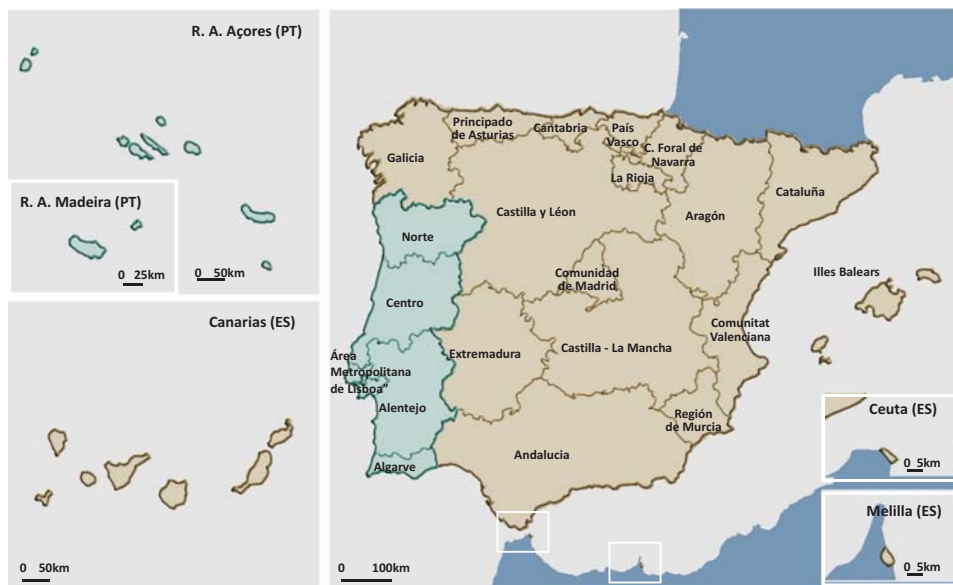 R. A. Açores (PT)
R. A. Madeira (PT)
0 25km
0 50km
Canarias (ES)
0 50km
Principado
de Asturias
Cantabria
País
Vasco
C. Foral de
Navarra
Galicia
La Rioja
Cataluña
Castilla y Léon
Aragón
Norte
Comunidad
de Madrid
Illes Balears
Centro
Comunitat
Valenciana
Área
Metropolitana
de Lisboa”
Extremadura
Castilla - La Mancha
Alentejo
Región
de Murcia
Andalucia
Algarve
Ceuta (ES)
0 5km
Melilla (ES)
0 5km
0 100km